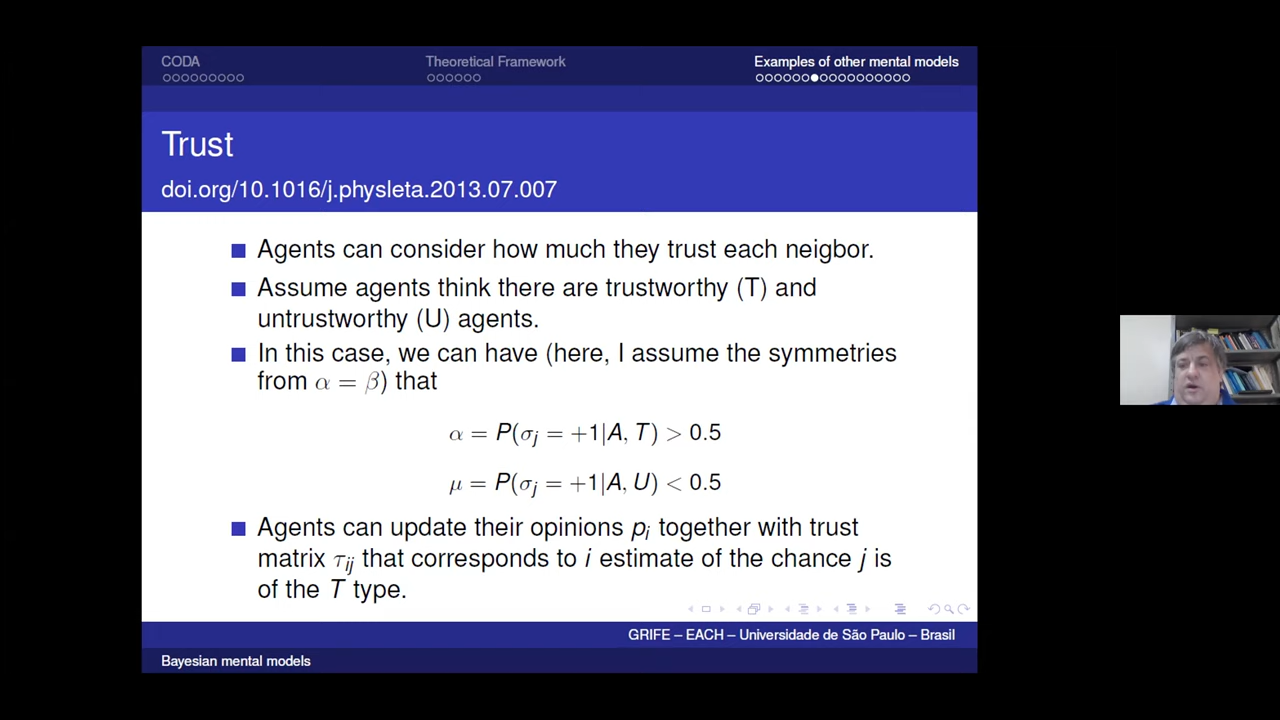 CODA Theoretical Framework Examples of other mental models
Trust
doi.org/10.1016/j.physleta.2013.07.007
Agents can consider how much they trust each neigbor.
Assume agents think there are trustworthy (T) and
untrustworthy (U) agents.
In this case, we can have (here, I assume the symmetries
from α = β) that
α = P(σj = +1|A, T) > 0.5
μ = P(σj = +1|A, U) < 0.5
Agents can update their opinions pi together with trust
matrix τij that corresponds to i estimate of the chance j is
of the T type.
GRIFE – EACH – Universidade de São Paulo – Brasil
Bayesian mental models